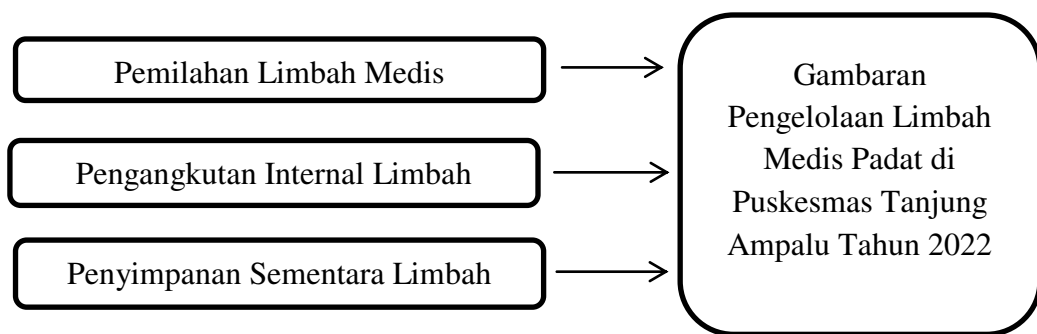 Pemilahan Limbah Medis
Pengangkutan Internal Limbah
Penyimpanan Sementara Limbah
Gambaran
Pengelolaan Limbah
Medis Padat di
Puskesmas Tanjung
Ampalu Tahun 2022